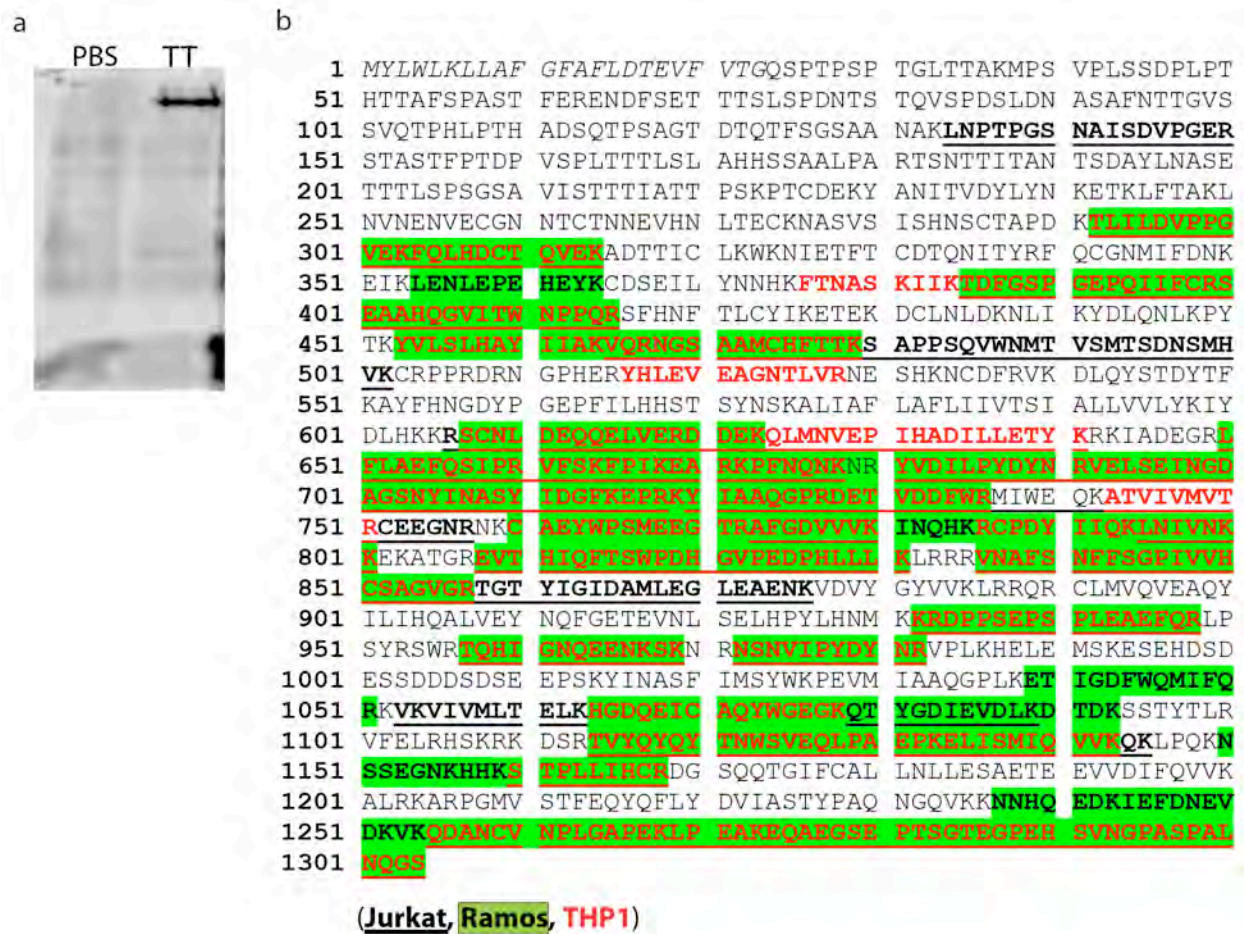 a
b
PBS TT
1 MYLWLKLLAF GFAFLDTEVF VTGQSPTPSP TGLTTAKMPS VPLSSDPLPT
51 HTTAFSPAST FERENDFSET TTSLSPDNTS TQVSPDSLDN ASAFNTTGVS
101 SVQTPHLPTH ADSQTPSAGT DTQTFSGSAA NAKLNPTPGS NAISDVPGER
151 STASTFPTDP VSPLTTTLSL AHHSSAALPA RTSNTTITAN TSDAYLNASE
201 TTTLSPSGSA VISTTTIATT PSKPTCDEKY ANITVDYLYN KETKLFTAKL
251 NVNENVECGN NTCTNNEVHN LTECKNASVS ISHNSCTAPD KTLILDVPPG
301 VEKFQLHDCT QVEKADTTIC LKWKNIETFT CDTQNITYRF QCGNMIFDNK
351 EIKLENLEPE HEYKCDSEIL YNNHKFTNAS KIIKTDFGSP GEPQIIFCRS
401 EAAHQGVITW NPPQRSFHNF TLCYIKETEK DCLNLDKNLI KYDLQNLKPY
451 TKYVLSLHAY IIAKVQRNGS AAMCHFTTKS APPSQVWNMT VSMTSDNSMH
501 VKCRPPRDRN GPHERYHLEV EAGNTLVRNE SHKNCDFRVK DLQYSTDYTF
551 KAYFHNGDYP GEPFILHHST SYNSKALIAF LAFLIIVTSI ALLVVLYKIY
601 DLHKKRSCNL DEQQELVERD DEKQLMNVEP IHADILLETY KRKIADEGRL
651 FLAEFQSIPR VFSKFPIKEA RKPFNQNKNR YVDILPYDYN RVELSEINGD
701 AGSNYINASY IDGFKEPRKY IAAQGPRDET VDDFWRMIWE QKATVIVMVT
751 RCEEGNRNKC AEYWPSMEEG TRAFGDVVVK INQHKRCPDY IIQKLNIVNK
801 KEKATGREVT HIQFTSWPDH GVPEDPHLLL KLRRRVNAFS NFFSGPIVVH
851 CSAGVGRTGT YIGIDAMLEG LEAENKVDVY GYVVKLRRQR CLMVQVEAQY
901 ILIHQALVEY NQFGETEVNL SELHPYLHNM KKRDPPSEPS PLEAEFQRLP
951 SYRSWRTQHI GNQEENKSKN RNSNVIPYDY NRVPLKHELE MSKESEHDSD
1001 ESSDDDSDSE EPSKYINASF IMSYWKPEVM IAAQGPLKET IGDFWQMIFQ
1051 RKVKVIVMLT ELKHGDQEIC AQYWGEGKQT YGDIEVDLKD TDKSSTYTLR
1101 VFELRHSKRK DSRTVYQYQY TNWSVEQLPA EPKELISMIQ VVKQKLPQKN
1151 SSEGNKHHKS TPLLIHCRDG SQQTGIFCAL LNLLESAETE EVVDIFQVVK
1201 ALRKARPGMV STFEQYQFLY DVIASTYPAQ NGQVKKNNHQ EDKIEFDNEV
1251 DKVKQDANCV NPLGAPEKLP EAKEQAEGSE PTSGTEGPEH SVNGPASPAL
1301 NQGS
(Jurkat, Ramos, THP1)